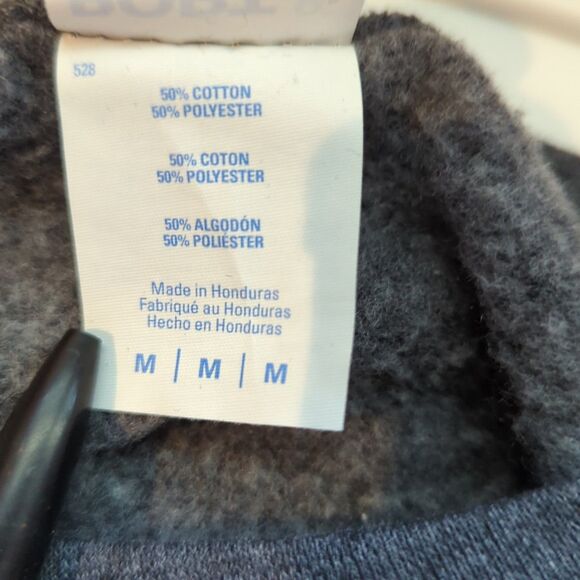 528
50% COTTON
50% POLYESTER
50% COTON
50% POLYESTER
50% ALGODÓN
50% POLIÉSTER
Made in Honduras
Fabriqué au Honduras
Hecho en Honduras
M | M | M